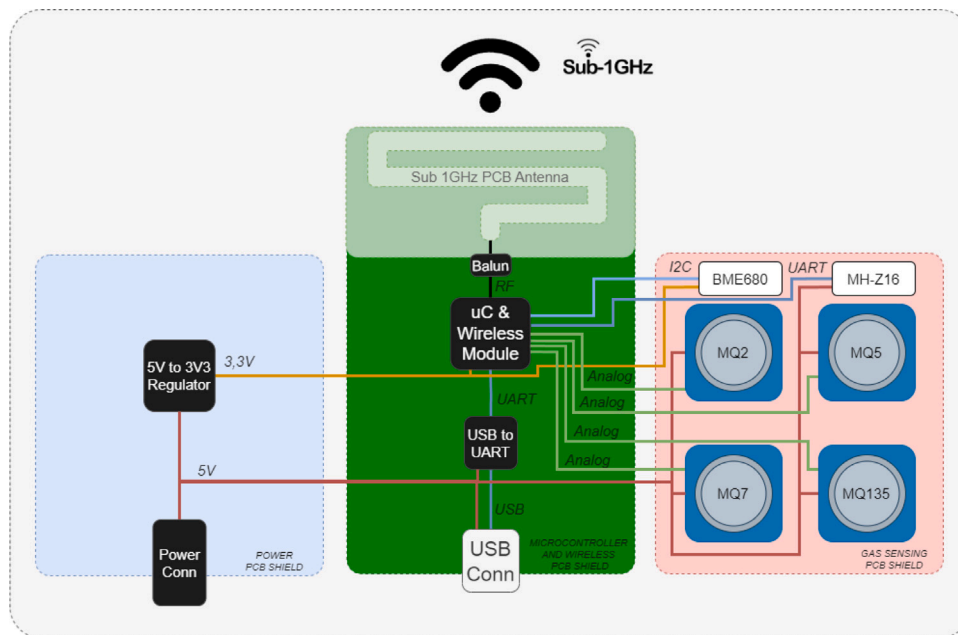 Sub-1GHz
Sub 1GHz PCB Antenna
Balun
RF
I2C
BME680
UART
MH-Z16
uC &
Wireless
Module
MQ2
MQ5
5V to 3V3
Regulator
3,3V
Analog
UART
USB to
UART
Analog
Analog
5V
MQ7
MQ135
USB
Power
Conn
USB
Conn
POWER
PCB SHIELD
MICROCONTROLLER
AND WIRELESS
PCB SHIELD
GAS SENSING
PCB SHIELD